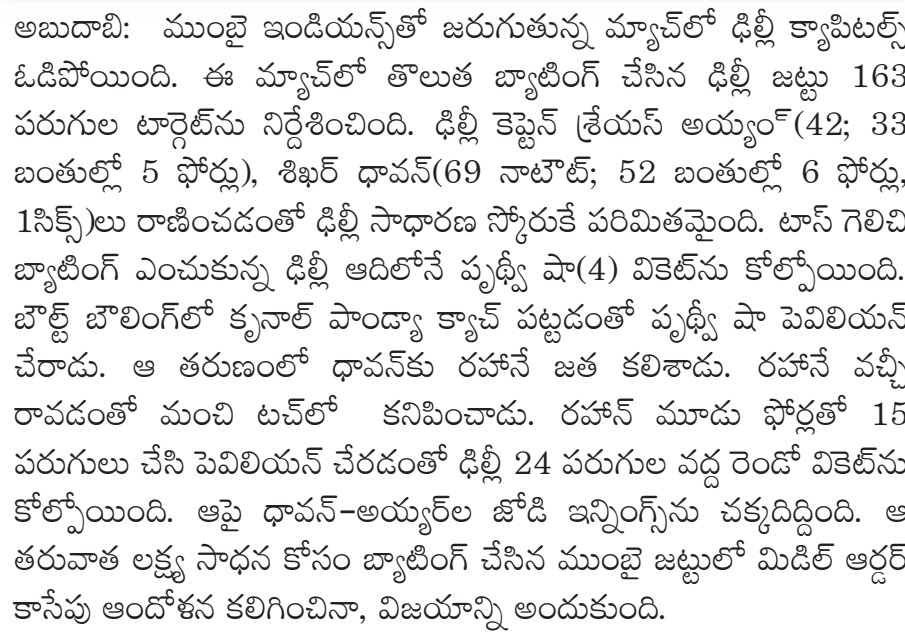 అబుదాబి: ముంబై ఇండియన్స్‌తో జరుగుతున్న మ్యాచ్‌లో ఢిల్లీ క్యాపిటల్స్
ఓడిపోయింది. ఈ మ్యాచ్‌లో తొలుత బ్యాటింగ్ చేసిన ఢిల్లీ జట్టు 163
పరుగుల టార్గెట్‌ను నిర్దేశించింది. ఢిల్లీ కెప్టెన్ శ్రేయస్ అయ్యంర్(42; 33
బంతుల్లో 5 ఫోర్లు), శిఖర్ ధావన్(69 నాటౌట్; 52 బంతుల్లో 6 ఫోర్లు,
1సిక్స్)లు రాణించడంతో ఢిల్లీ సాధారణ స్కోరుకే పరిమితమైంది. టాస్ గెలిచి
బ్యాటింగ్ ఎంచుకున్న ఢిల్లీ ఆదిలోనే పృథ్వీ షా(4) వికెట్‌ను కోల్పోయింది.
బౌల్ట్ బౌలింగ్‌లో కృనాల్ పాండ్యా క్యాచ్ పట్టడంతో పృథ్వీ షా పెవిలియన్
చేరాడు. ఆ తరుణంలో ధావన్‌కు రహానే జత కలిశాడు. రహానే వచ్చీ
రావడంతో మంచి టచ్‌లో కనిపించాడు. రహాన్ మూడు ఫోర్లతో 15
పరుగులు చేసి పెవిలియన్ చేరడంతో ఢిల్లీ 24 పరుగుల వద్ద రెండో వికెట్‌ను
కోల్పోయింది. ఆపై ధావన్-అయ్యర్‌ల జోడి ఇన్నింగ్స్‌ను చక్కదిద్దింది. ఆ
తరువాత లక్ష్య సాధన కోసం బ్యాటింగ్ చేసిన ముంబై జట్టులో మిడిల్ ఆర్డర్
కాసేపు ఆందోళన కలిగించినా, విజయాన్ని అందుకుంది.